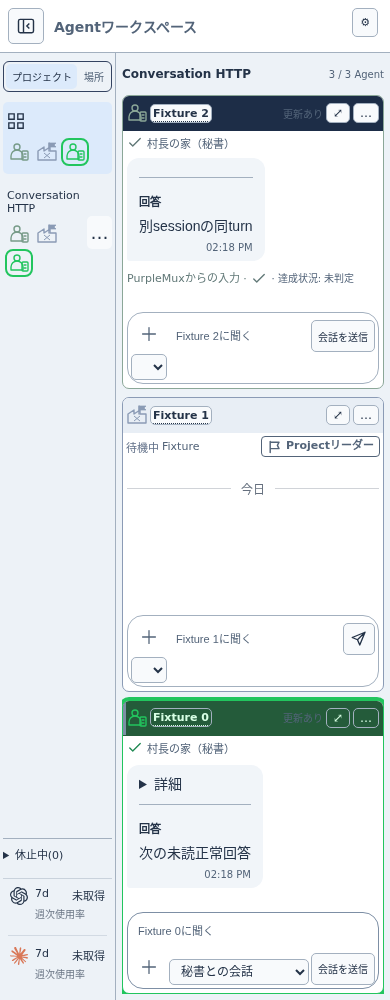 Agentワークスペース
⚙
プロジェクト 場所
Conversation
HTTP
…
休止中(0)
7d 未取得
週次使用率
7d 未取得
週次使用率
Conversation HTTP 3 / 3 Agent
Fixture 2 更新あり ⤢ …
村長の家（秘書）
回答
別sessionの同turn
02:18 PM
PurpleMuxからの入力 · ✓ · 達成状況: 未判定
Fixture 2に聞く 会話を送信
Fixture 1 ⤢ …
待機中 Fixture Projectリーダー
今日
Fixture 1に聞く
Fixture 0 更新あり ⤢ …
村長の家（秘書）
▶ 詳細
回答
次の未読正常回答
02:18 PM
Fixture 0に聞く
秘書との会話 会話を送信